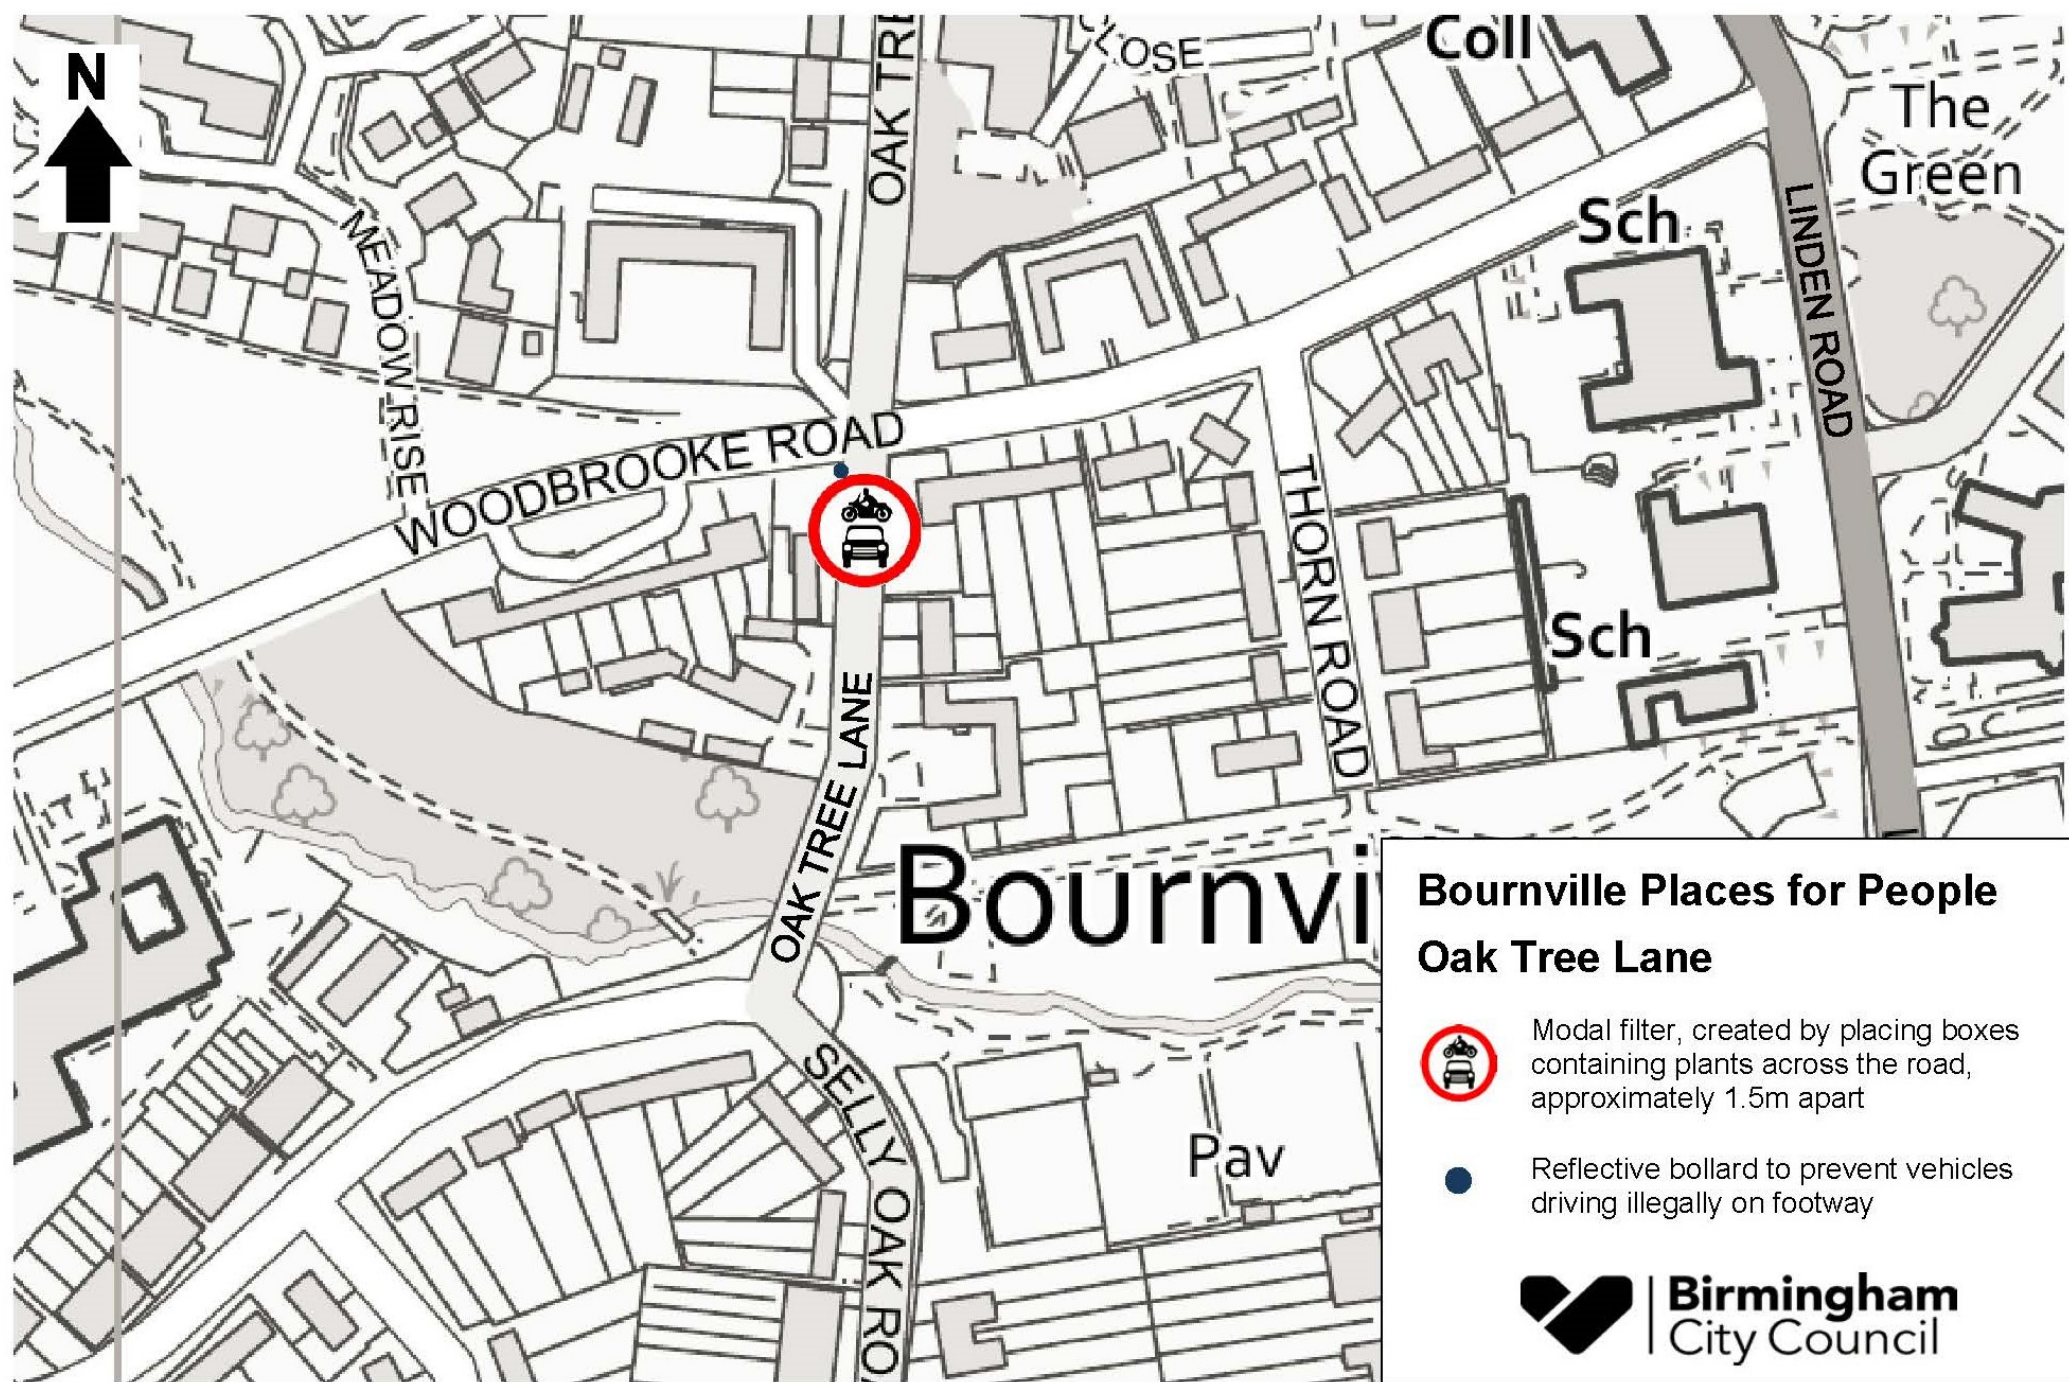 N
OAK TRE
CLOSE
Coll
The
Green
Sch
LINDEN ROAD
MEADOW RISE
WOODBROOKE ROAD
THORN ROAD
Sch
OAK TREE LANE
OAK TREE LANE
Bournvi
SELLY OAK RO
Pav
Bournville Places for People
Oak Tree Lane
Modal filter, created by placing boxes
containing plants across the road,
approximately 1.5m apart
Reflective bollard to prevent vehicles
driving illegally on footway
Birmingham
City Council